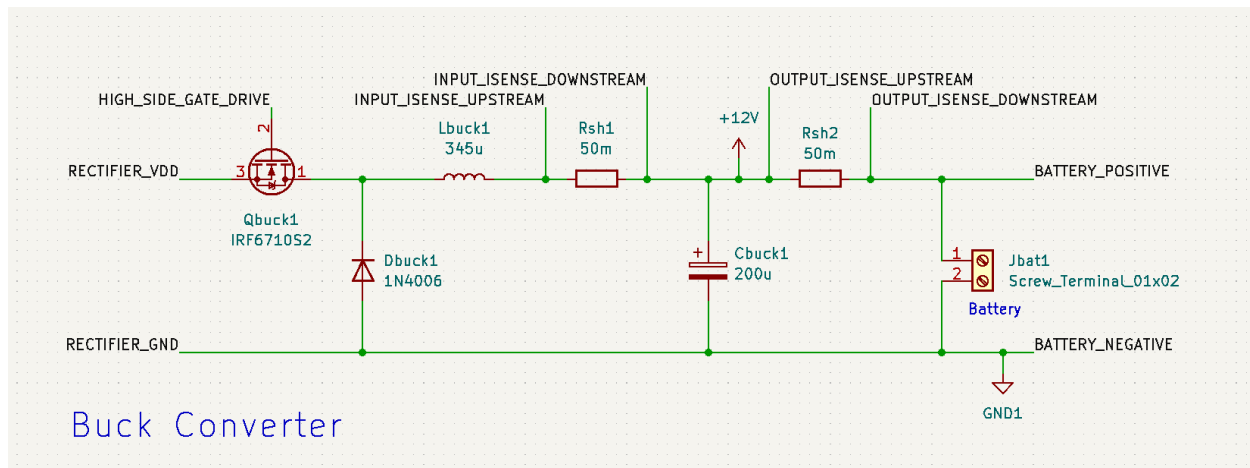 INPUT_ISENSE_DOWNSTREAM
OUTPUT_ISENSE_UPSTREAM
HIGH_SIDE_GATE_DRIVE
INPUT_ISENSE_UPSTREAM
OUTPUT_ISENSE_DOWNSTREAM
+12V
2
Lbuck1
345u
Rsh1
50m
Rsh2
50m
RECTIFIER_VDD
3
1
BATTERY_POSITIVE
Qbuck1
IRF6710S2
Dbuck1
1N4006
+
Cbuck1
200u
1
2
Jbat1
Screw_Terminal_01x02
Battery
RECTIFIER_GND
BATTERY_NEGATIVE
GND1
Buck Converter